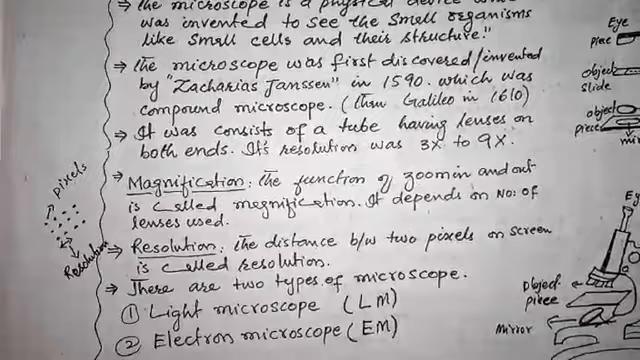 ⇒ The microscope is a physical device
was invented to see the small organisms
like small cells and their structure."
⇒ The microscope was first discovered/invented
by "Zacharias Janssen" in 1590. which was
compound microscope. (then Galileo in 1610)
⇒ It was consists of a tube having lenses on
both ends. It's resolution was 3X to 9X.
⇒ Magnification: The function of zoomin and out
is called magnification. It depends on No: of
lenses used.
⇒ Resolution: The distance b/w two pixels on screen
is called resolution.
⇒ There are two types of microscope.
① Light microscope (LM)
② Electron microscope (EM)
pixels
Resolution
Eye
piece
object
slide
object
piece
mir
Ey
Object-
piece
Mirror